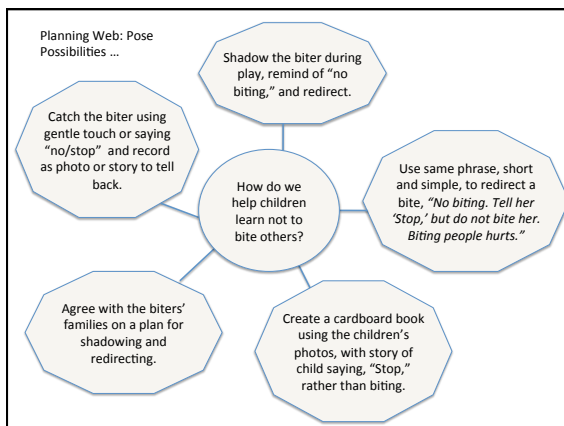 Planning Web: Pose
Possibilities …
Shadow the biter during
play, remind of “no
biting,” and redirect.
Catch the biter using
gentle touch or saying
“no/stop” and record
as photo or story to tell
back.
How do we
help children
learn not to
bite others?
Use same phrase, short
and simple, to redirect a
bite, “No biting. Tell her
‘Stop,’ but do not bite her.
Biting people hurts.”
Agree with the biters’
families on a plan for
shadowing and
redirecting.
Create a cardboard book
using the children’s
photos, with story of
child saying, “Stop,”
rather than biting.